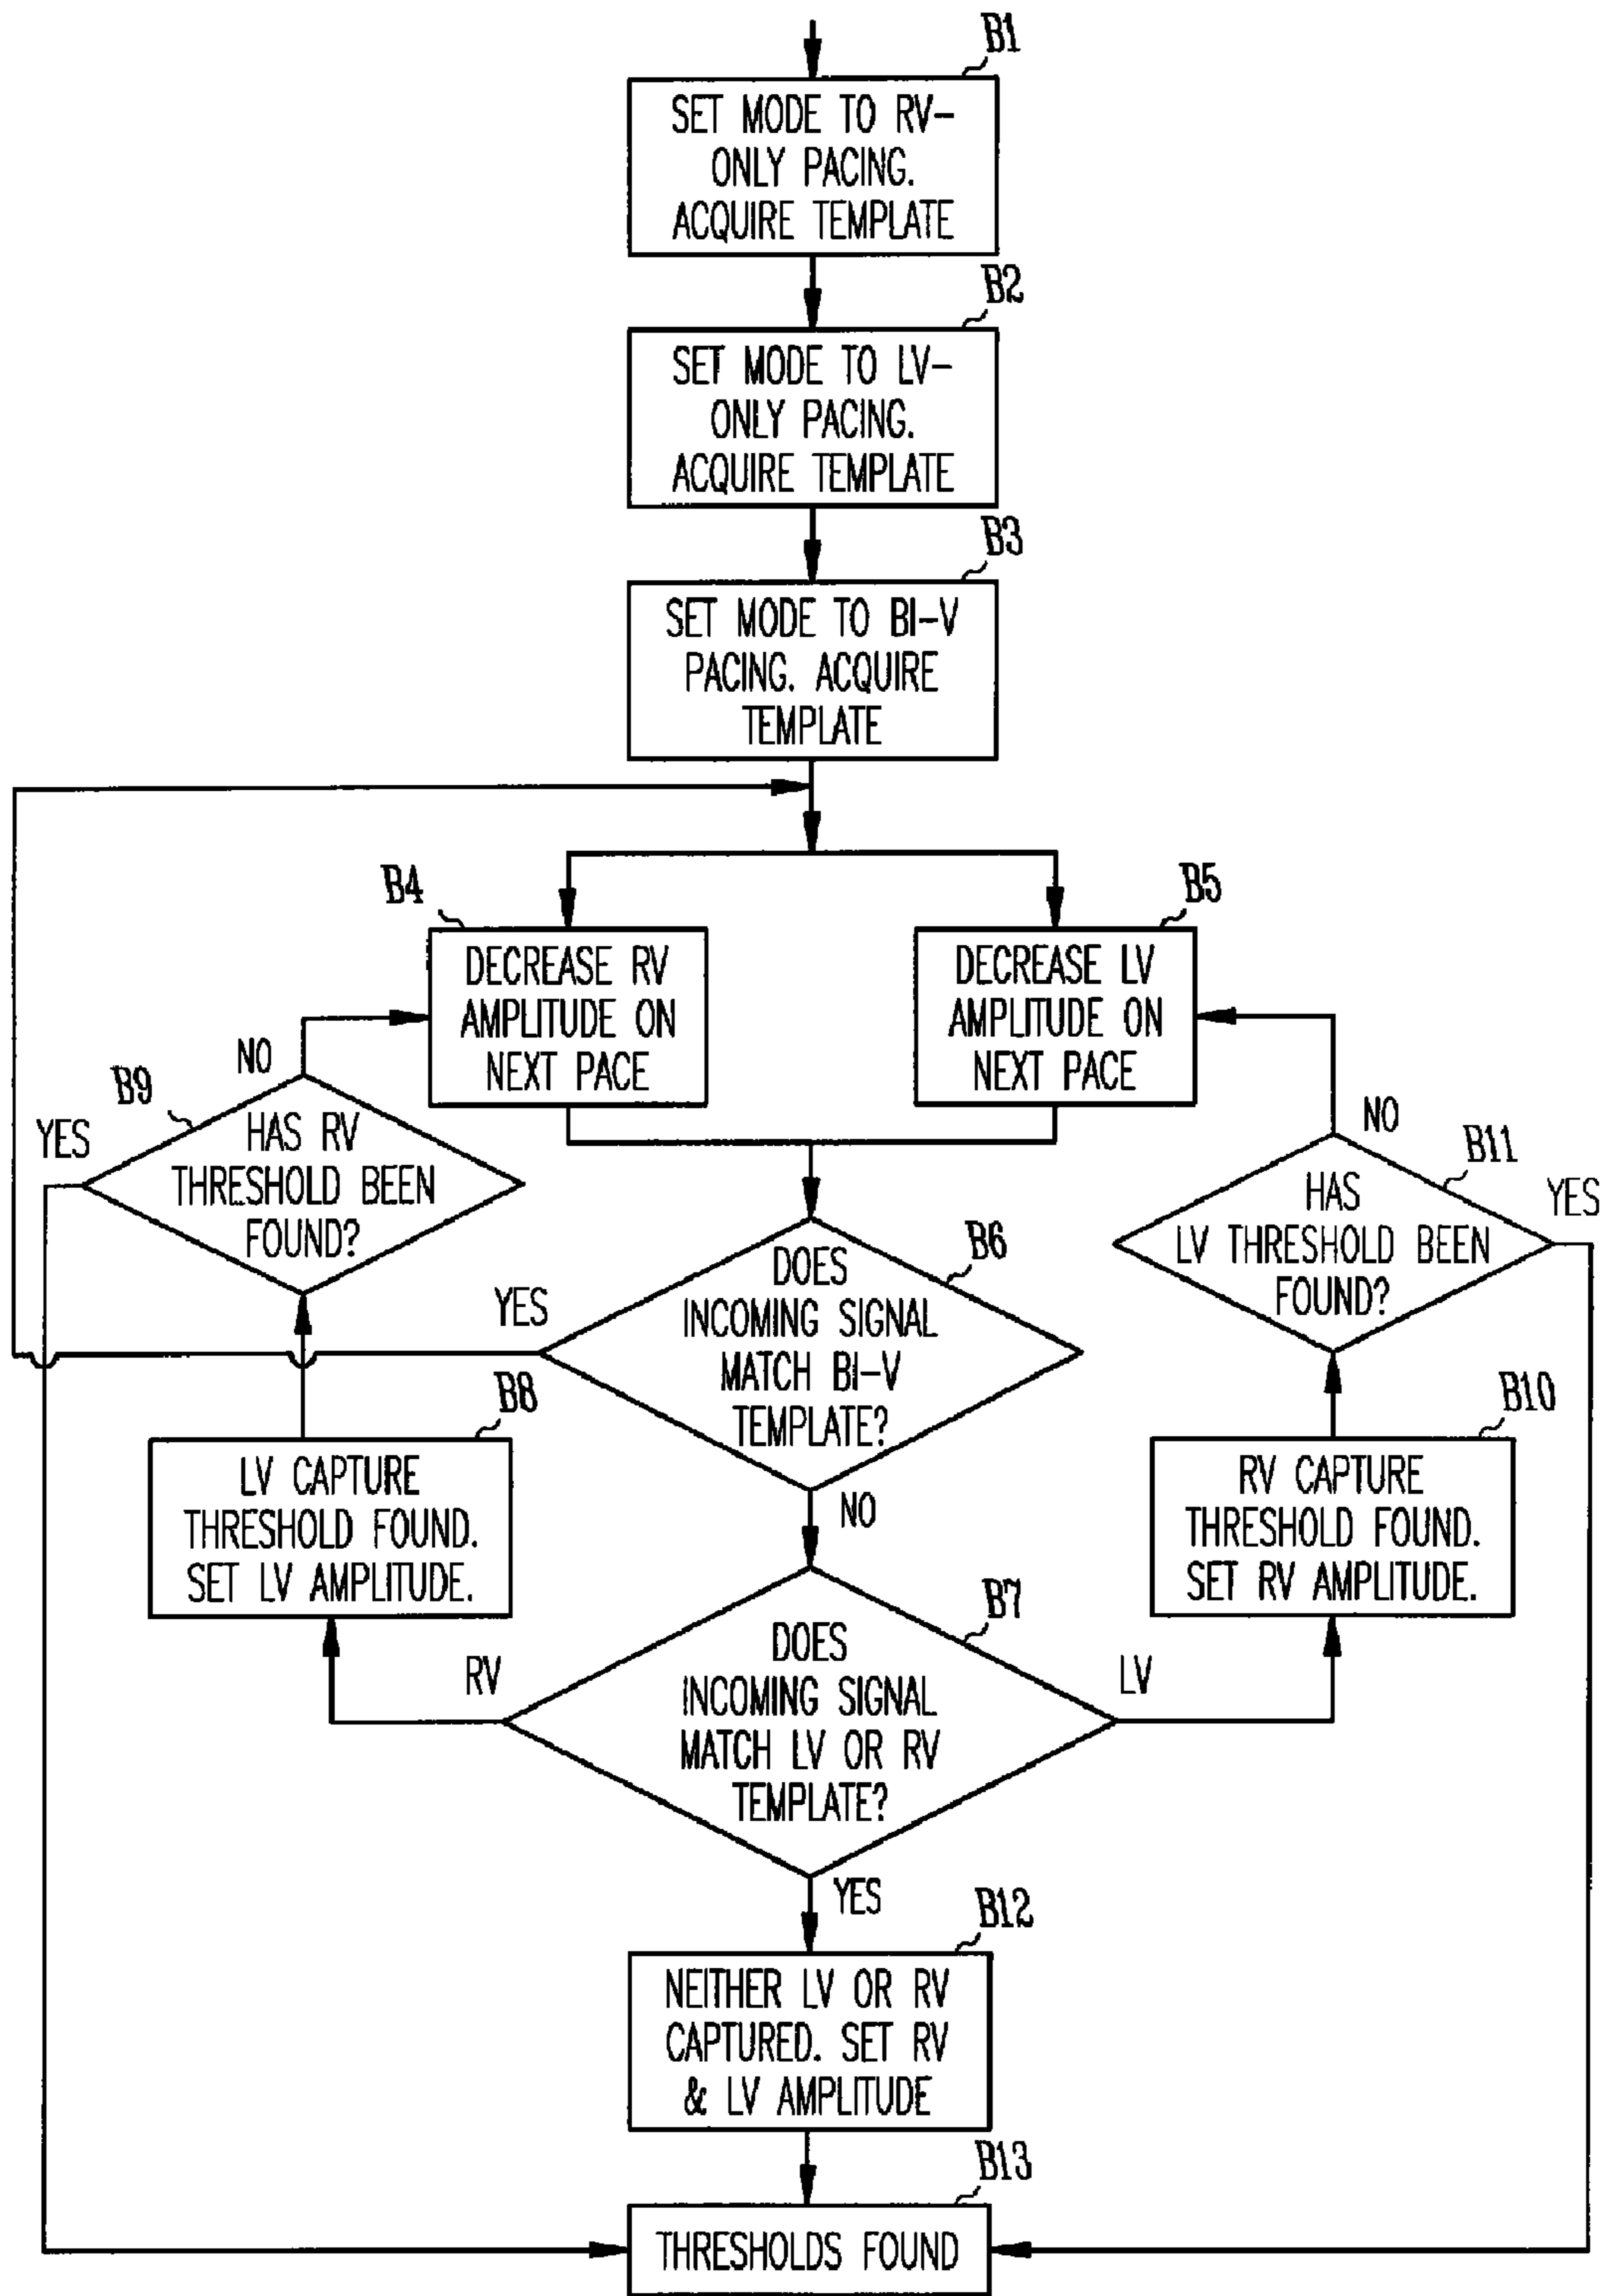 B1
SET MODE TO RV-
ONLY PACING.
ACQUIRE TEMPLATE
B2
SET MODE TO LV-
ONLY PACING.
ACQUIRE TEMPLATE
B3
SET MODE TO BI-V
PACING. ACQUIRE
TEMPLATE
B4
DECREASE RV
AMPLITUDE ON
NEXT PACE
B5
DECREASE LV
AMPLITUDE ON
NEXT PACE
B9
NO
YES
HAS RV
THRESHOLD BEEN
FOUND?
B11
NO
YES
HAS
LV THRESHOLD BEEN
FOUND?
B6
YES
DOES
INCOMING SIGNAL
MATCH BI-V
TEMPLATE?
NO
B8
LV CAPTURE
THRESHOLD FOUND.
SET LV AMPLITUDE.
B10
RV CAPTURE
THRESHOLD FOUND.
SET RV AMPLITUDE.
B7
RV
LV
DOES
INCOMING SIGNAL
MATCH LV OR RV
TEMPLATE?
YES
B12
NEITHER LV OR RV
CAPTURED. SET RV
& LV AMPLITUDE
B13
THRESHOLDS FOUND